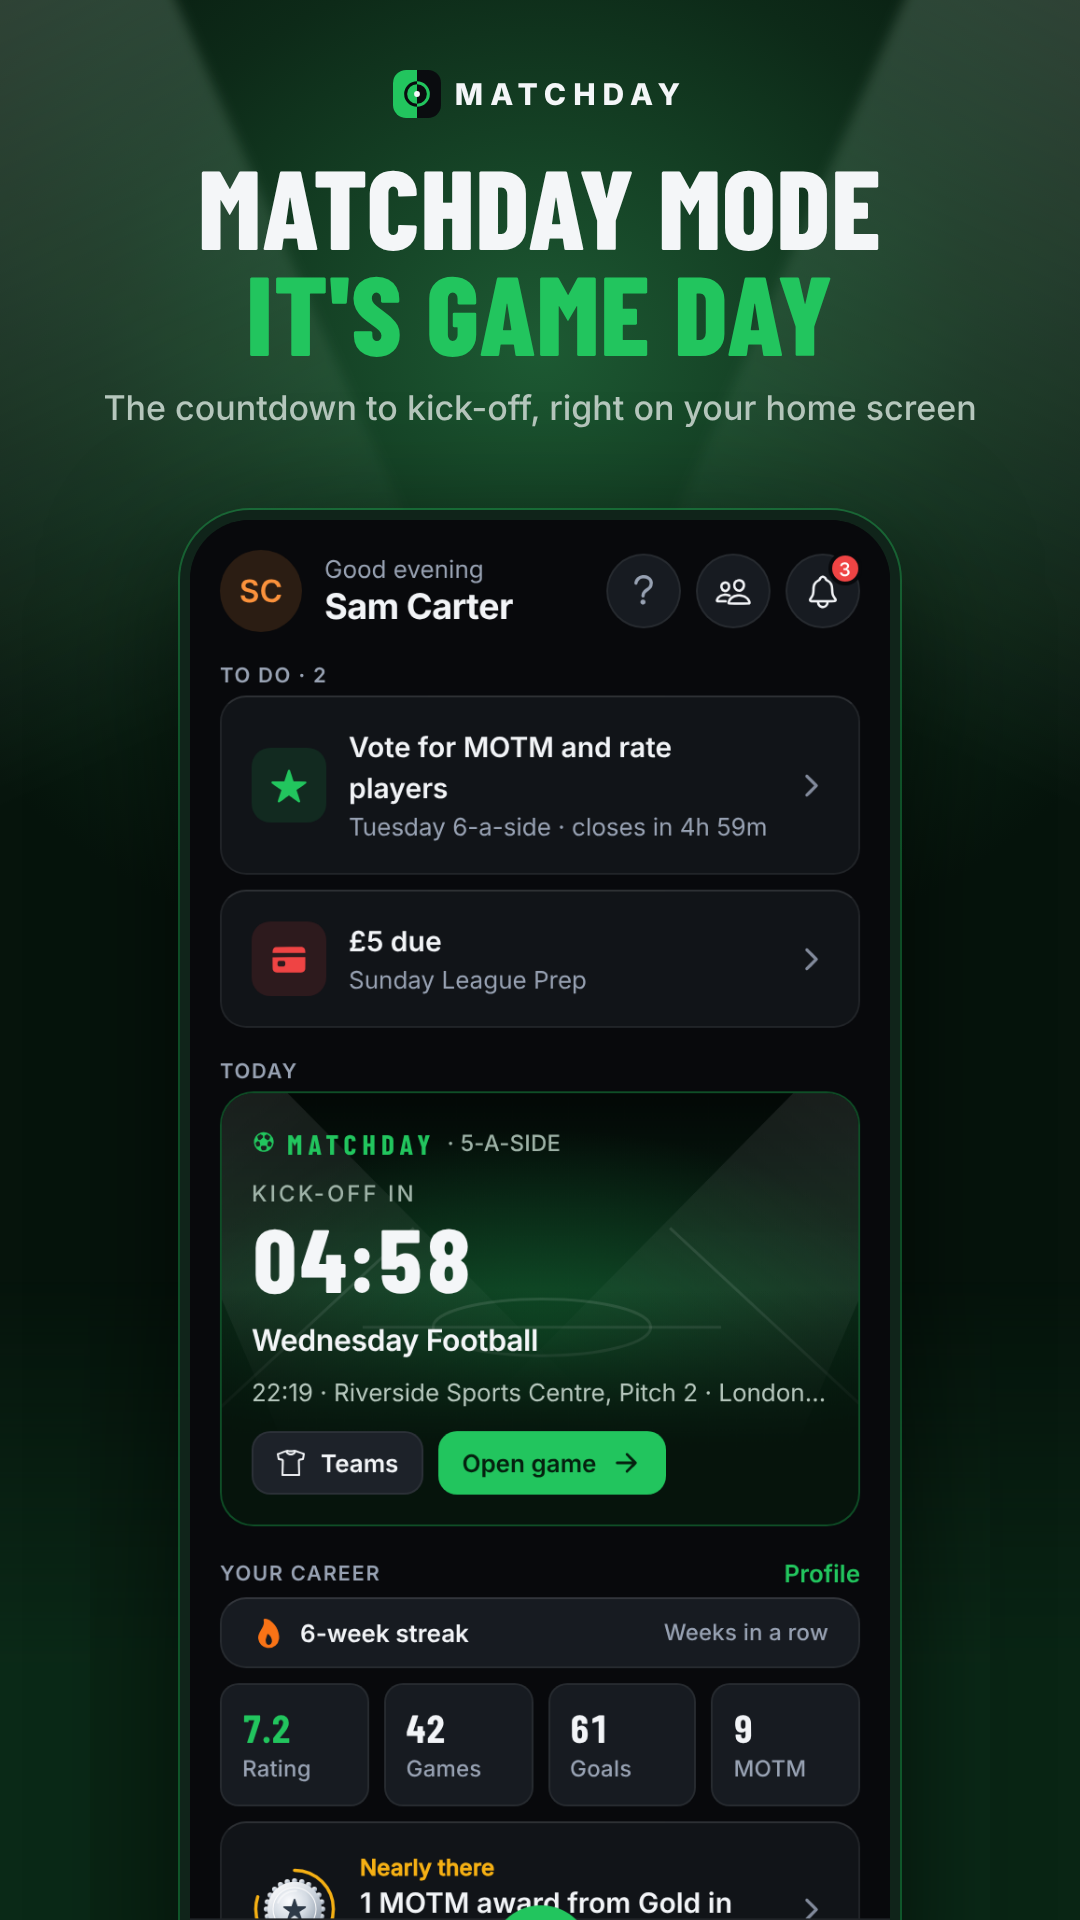 MATCHDAY
MATCHDAY MODE
IT'S GAME DAY
The countdown to kick-off, right on your home screen
SC
Good evening
Sam Carter
?
3
TO DO · 2
Vote for MOTM and rate
players
Tuesday 6-a-side · closes in 4h 59m
£5 due
Sunday League Prep
TODAY
MATCHDAY · 5-A-SIDE
KICK-OFF IN
04:58
Wednesday Football
22:19 · Riverside Sports Centre, Pitch 2 · London...
Teams
Open game →
YOUR CAREER
Profile
6-week streak
Weeks in a row
7.2
Rating
42
Games
61
Goals
9
MOTM
Nearly there
1 MOTM award from Gold in